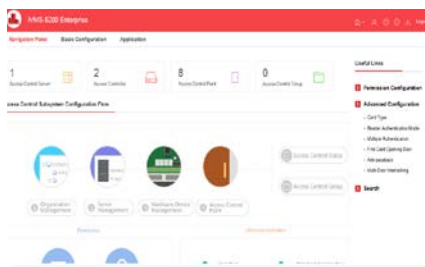 MMS 6200 Enterprise
Navigation Panel Basic Configuration Application
1
Access Control Server
2
Access Controller
8
Access Control Point
0
Access Control Group
Access Control Subsystem Configuration Flow
Organization Management
Server Management
Hardware Device Management
Access Control Point
Access Control Status
Access Control Group
Useful Links
Permission Configuration
Advanced Configuration
- Card Type
- Reader Authentication Mode
- Multiple Authentication
- First Card Opening Door
- Anti-passback
- Multi-Door Interlocking
Search